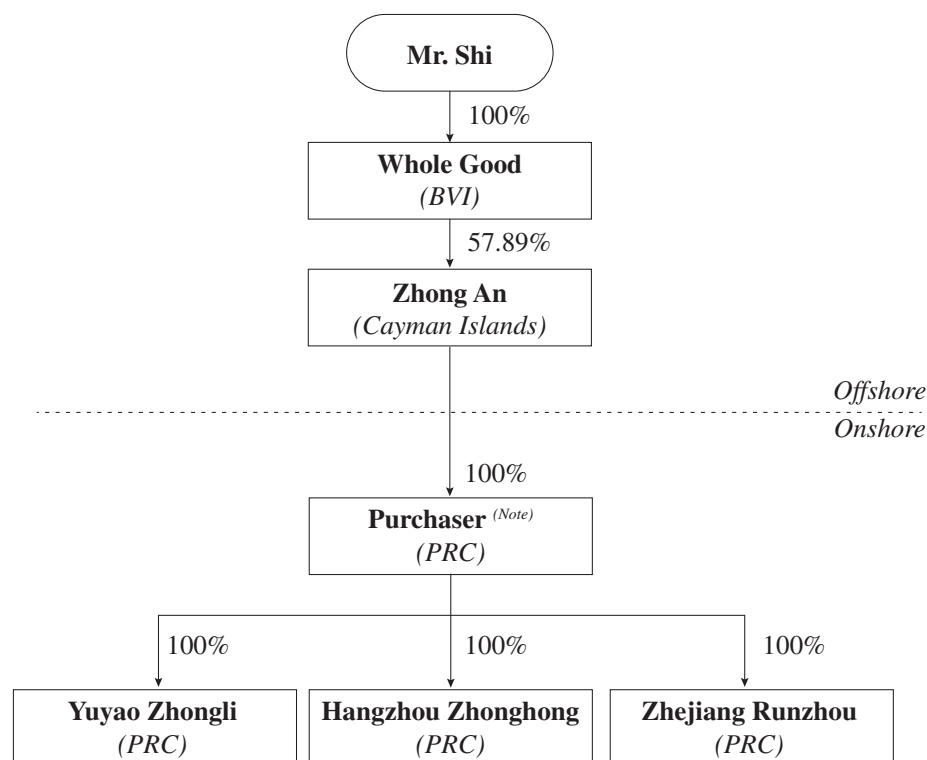 Mr. Shi
100%
Whole Good
(BVI)
57.89%
Zhong An
(Cayman Islands)
Offshore
Onshore
100%
Purchaser (Note)
(PRC)
100% 100% 100%
Yuyao Zhongli Hangzhou Zhonghong Zhejiang Runzhou
(PRC) (PRC) (PRC)